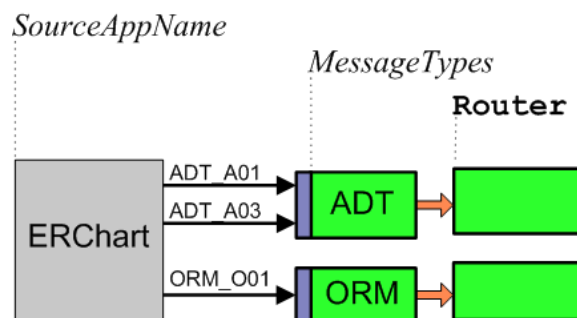 SourceAppName
MessageTypes
Router
ADT_A01
ADT_A03
ERChart
ADT
ORM_O01
ORM